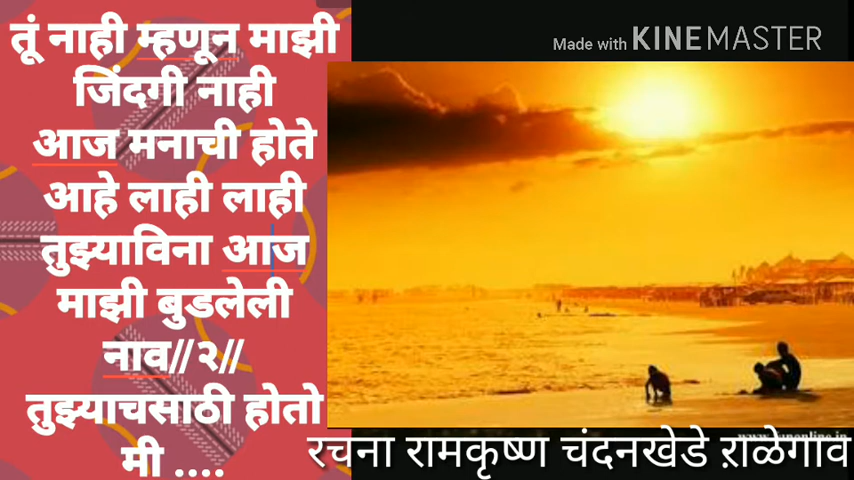 तूं नाही म्हणून माझी
जिंदगी नाही
आज मनाची होते
आहे लाही लाही
तुझ्याविना आज
माझी बुडलेली
नाव//२//
तुझ्याचसाठी होतो
मी ....
Made with KINEMASTER
रचना रामकृष्ण चंदनखेडे ऱाळेगाव